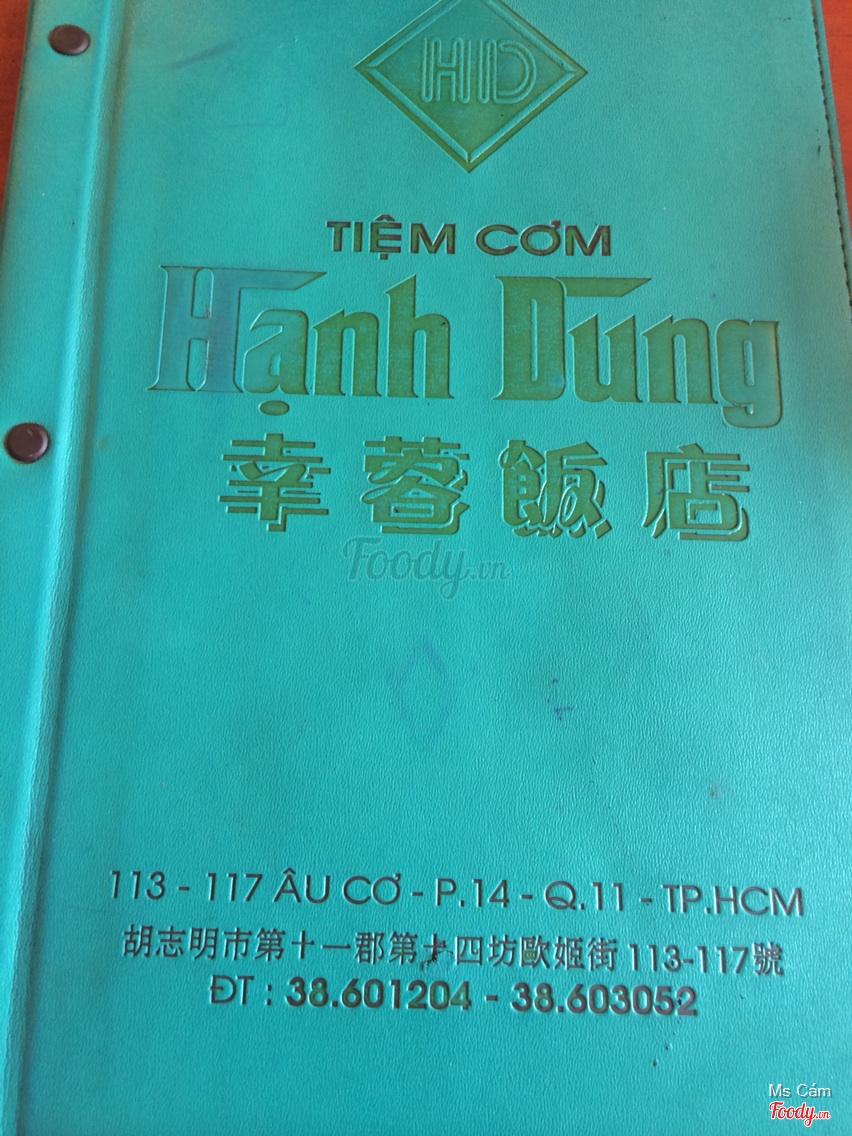 HD
TIỆM CƠM
Hạnh Dung
幸蓉飯店
Foody.vn
113 - 117 ÂU CƠ - P.14 - Q.11 - TP.HCM
胡志明市第十一郡第十四坊歐姬街113-117號
ĐT : 38.601204 - 38.603052
Ms Cám
Foody.vn